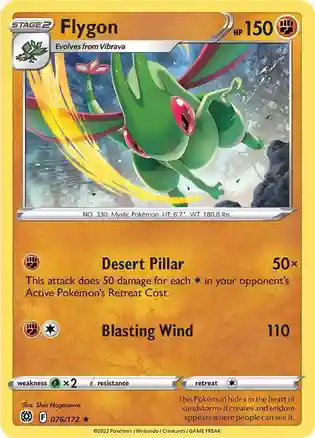 STAGE 2 Flygon HP 150
Evolves from Vibrava
NO. 330 Mystic Pokémon HT: 6'7" WT: 180.8 lbs.
Desert Pillar 50×
This attack does 50 damage for each ✱ in your opponent's
Active Pokémon's Retreat Cost.
Blasting Wind 110
weakness ×2 resistance retreat
Illus. Shin Nagasawa
F 076/172 ★
This Pokémon hides in the heart of
sandstorms it creates and seldom
appears where people can see it.
©2022 Pokémon / Nintendo / Creatures / GAME FREAK